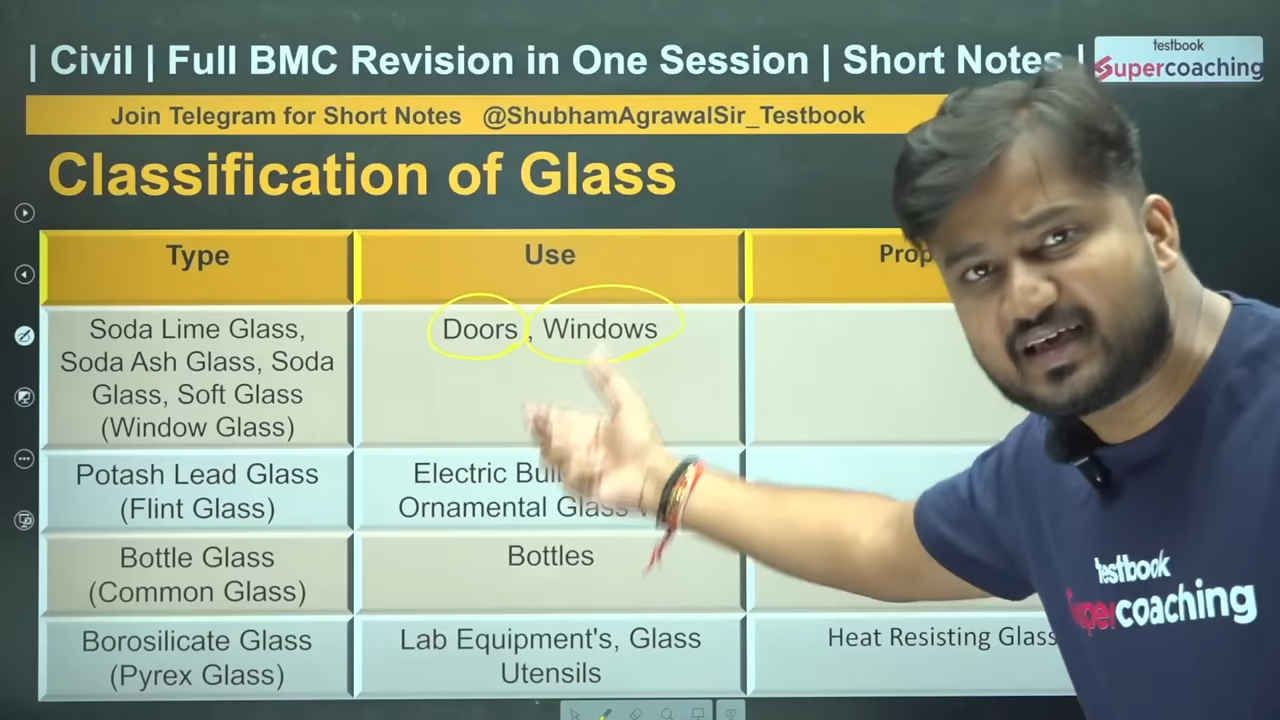 | Civil | Full BMC Revision in One Session | Short Notes |
testbook
Supercoaching
Join Telegram for Short Notes @ShubhamAgrawalSir_Testbook
Classification of Glass
Type
Use
Soda Lime Glass,
Soda Ash Glass, Soda
Glass, Soft Glass
(Window Glass)
Doors , Windows
Potash Lead Glass
(Flint Glass)
Electric
Ornamental Glass
Bottle Glass
(Common Glass)
Bottles
Borosilicate Glass
(Pyrex Glass)
Lab Equipment's, Glass
Utensils
Heat Resisting Glass
testbook
Supercoaching